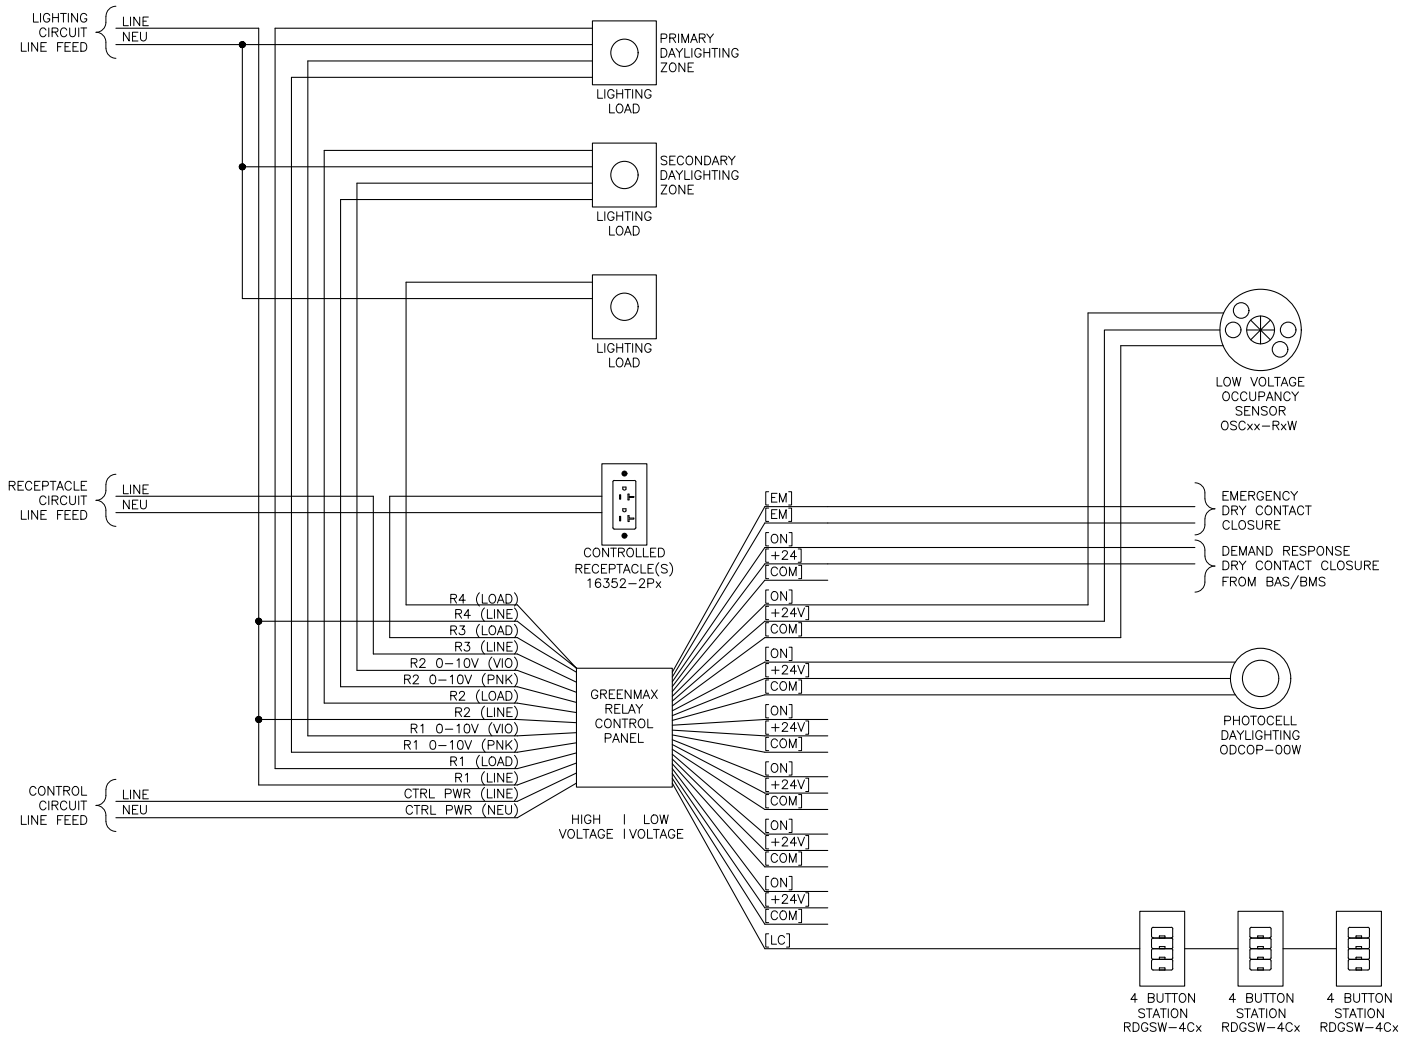 LIGHTING
CIRCUIT
LINE FEED
LINE
NEU
PRIMARY
DAYLIGHTING
ZONE
LIGHTING
LOAD
SECONDARY
DAYLIGHTING
ZONE
LIGHTING
LOAD
LIGHTING
LOAD
LOW VOLTAGE
OCCUPANCY
SENSOR
OSCxx-RxW
RECEPTACLE
CIRCUIT
LINE FEED
LINE
NEU
CONTROLLED
RECEPTACLE(S)
16352-2Px
[EM]
[EM]
EMERGENCY
DRY CONTACT
CLOSURE
[ON]
[+24]
[COM]
DEMAND RESPONSE
DRY CONTACT CLOSURE
FROM BAS/BMS
R4 (LOAD)
R4 (LINE)
R3 (LOAD)
R3 (LINE)
R2 0-10V (VIO)
R2 0-10V (PNK)
R2 (LOAD)
R2 (LINE)
R1 0-10V (VIO)
R1 0-10V (PNK)
R1 (LOAD)
R1 (LINE)
CTRL PWR (LINE)
CTRL PWR (NEU)
GREENMAX
RELAY
CONTROL
PANEL
[ON]
[+24V]
[COM]
[ON]
[+24V]
[COM]
PHOTOCELL
DAYLIGHTING
ODCOP-00W
[ON]
[+24V]
[COM]
[ON]
[+24V]
[COM]
[ON]
[+24V]
[COM]
[ON]
[+24V]
[COM]
[LC]
CONTROL
CIRCUIT
LINE FEED
LINE
NEU
HIGH | LOW
VOLTAGE | VOLTAGE
4 BUTTON
STATION
RDGSW-4Cx
4 BUTTON
STATION
RDGSW-4Cx
4 BUTTON
STATION
RDGSW-4Cx